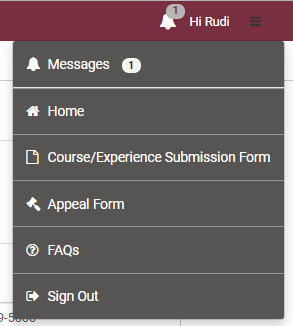 1
Hi Rudi
Messages 1
Home
Course/Experience Submission Form
Appeal Form
FAQs
Sign Out